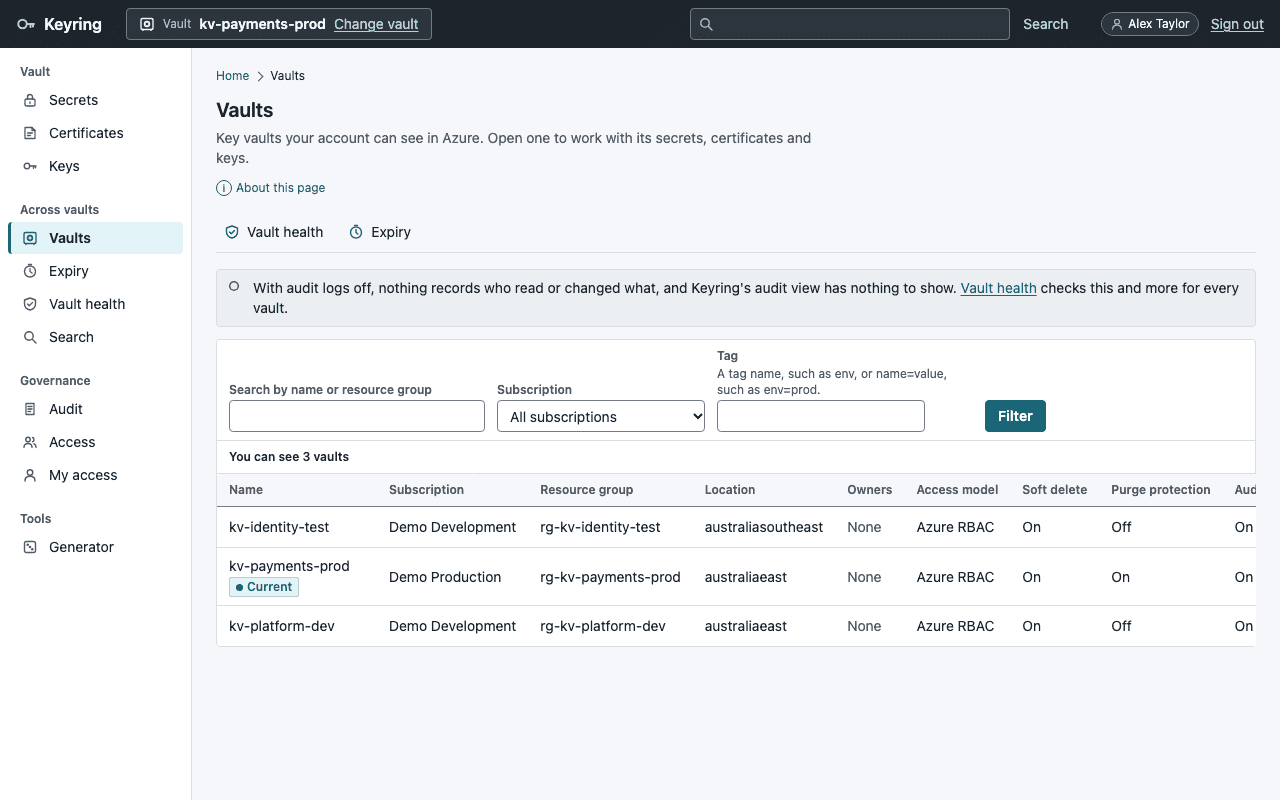 Keyring
Vault kv-payments-prod Change vault
Search
Alex Taylor
Sign out
Vault
Secrets
Certificates
Keys
Across vaults
Vaults
Expiry
Vault health
Search
Governance
Audit
Access
My access
Tools
Generator
Home > Vaults
Vaults
Key vaults your account can see in Azure. Open one to work with its secrets, certificates and
keys.
About this page
Vault health
Expiry
With audit logs off, nothing records who read or changed what, and Keyring's audit view has nothing to show. Vault health checks this and more for every
vault.
Search by name or resource group
Subscription
All subscriptions
Tag
A tag name, such as env, or name=value,
such as env=prod.
Filter
You can see 3 vaults
Name Subscription Resource group Location Owners Access model Soft delete Purge protection Aud
kv-identity-test Demo Development rg-kv-identity-test australiasoutheast None Azure RBAC On Off On
kv-payments-prod Demo Production rg-kv-payments-prod australiaeast None Azure RBAC On On On
Current
kv-platform-dev Demo Development rg-kv-platform-dev australiaeast None Azure RBAC On Off On